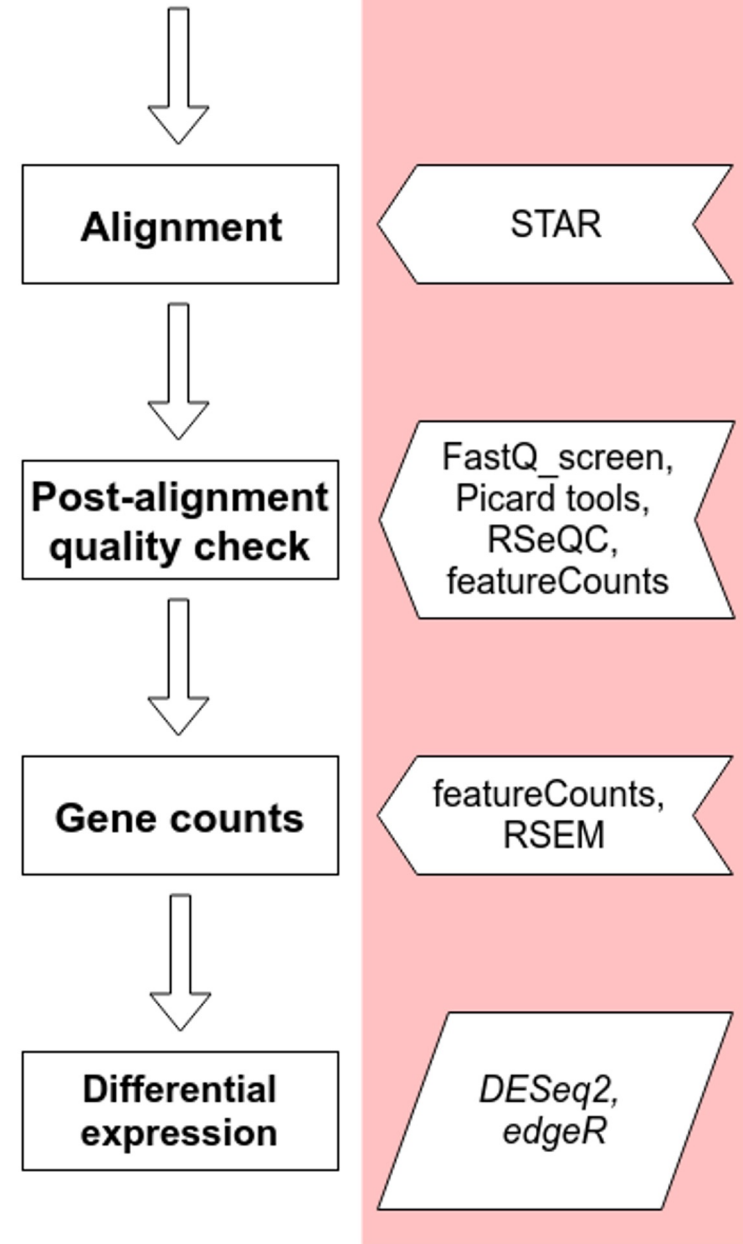 Alignment
STAR
Post-alignment
quality check
FastQ_screen,
Picard tools,
RSeQC,
featureCounts
Gene counts
featureCounts,
RSEM
Differential
expression
DESeq2,
edgeR